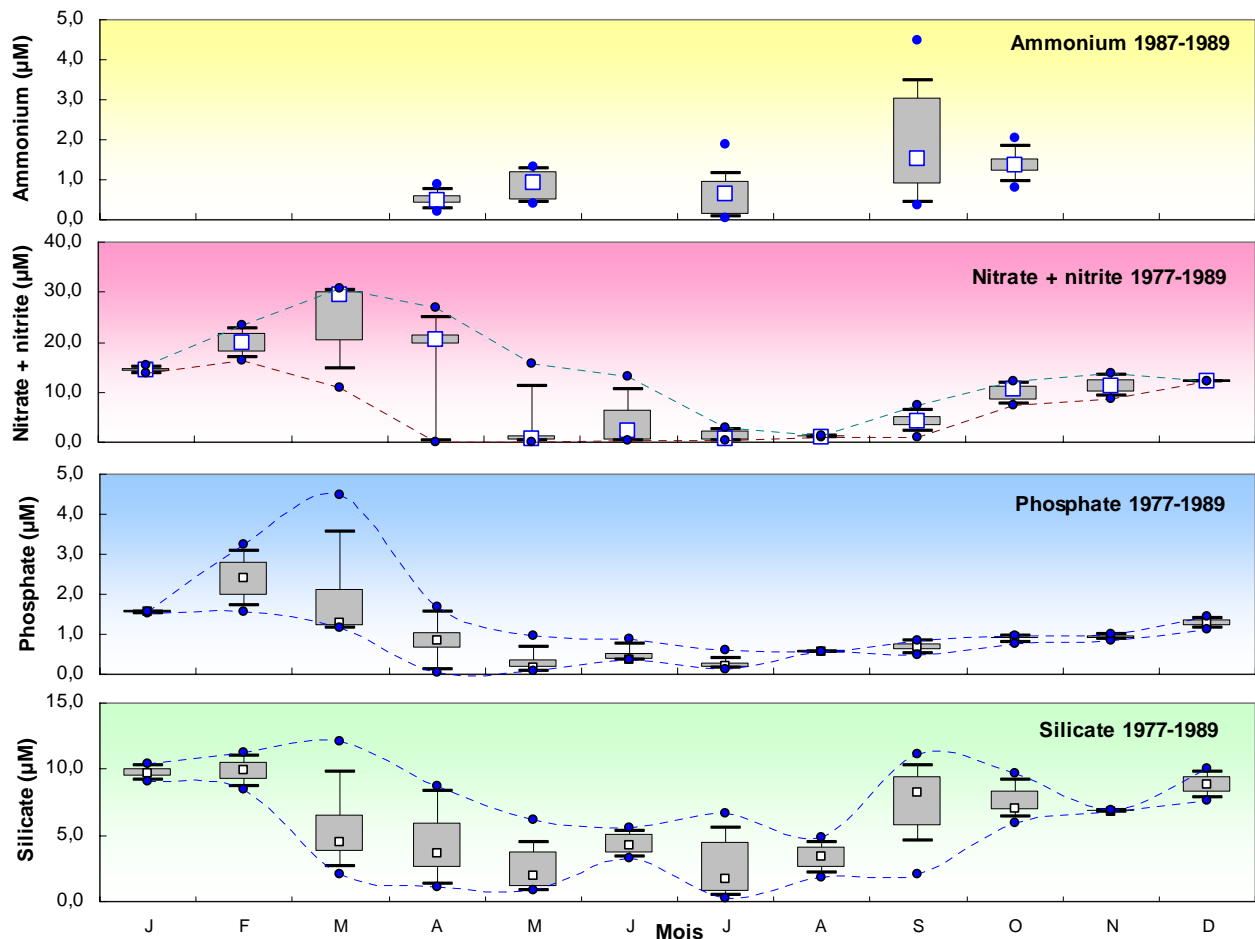 Ammonium (µM)
5,0
4,0
3,0
2,0
1,0
0,0
Ammonium 1987-1989
Nitrate + nitrite (µM)
40,0
30,0
20,0
10,0
0,0
Nitrate + nitrite 1977-1989
Phosphate (µM)
5,0
4,0
3,0
2,0
1,0
0,0
Phosphate 1977-1989
Silicate (µM)
15,0
10,0
5,0
0,0
Silicate 1977-1989
J F M A M J J A S O N D
Mois